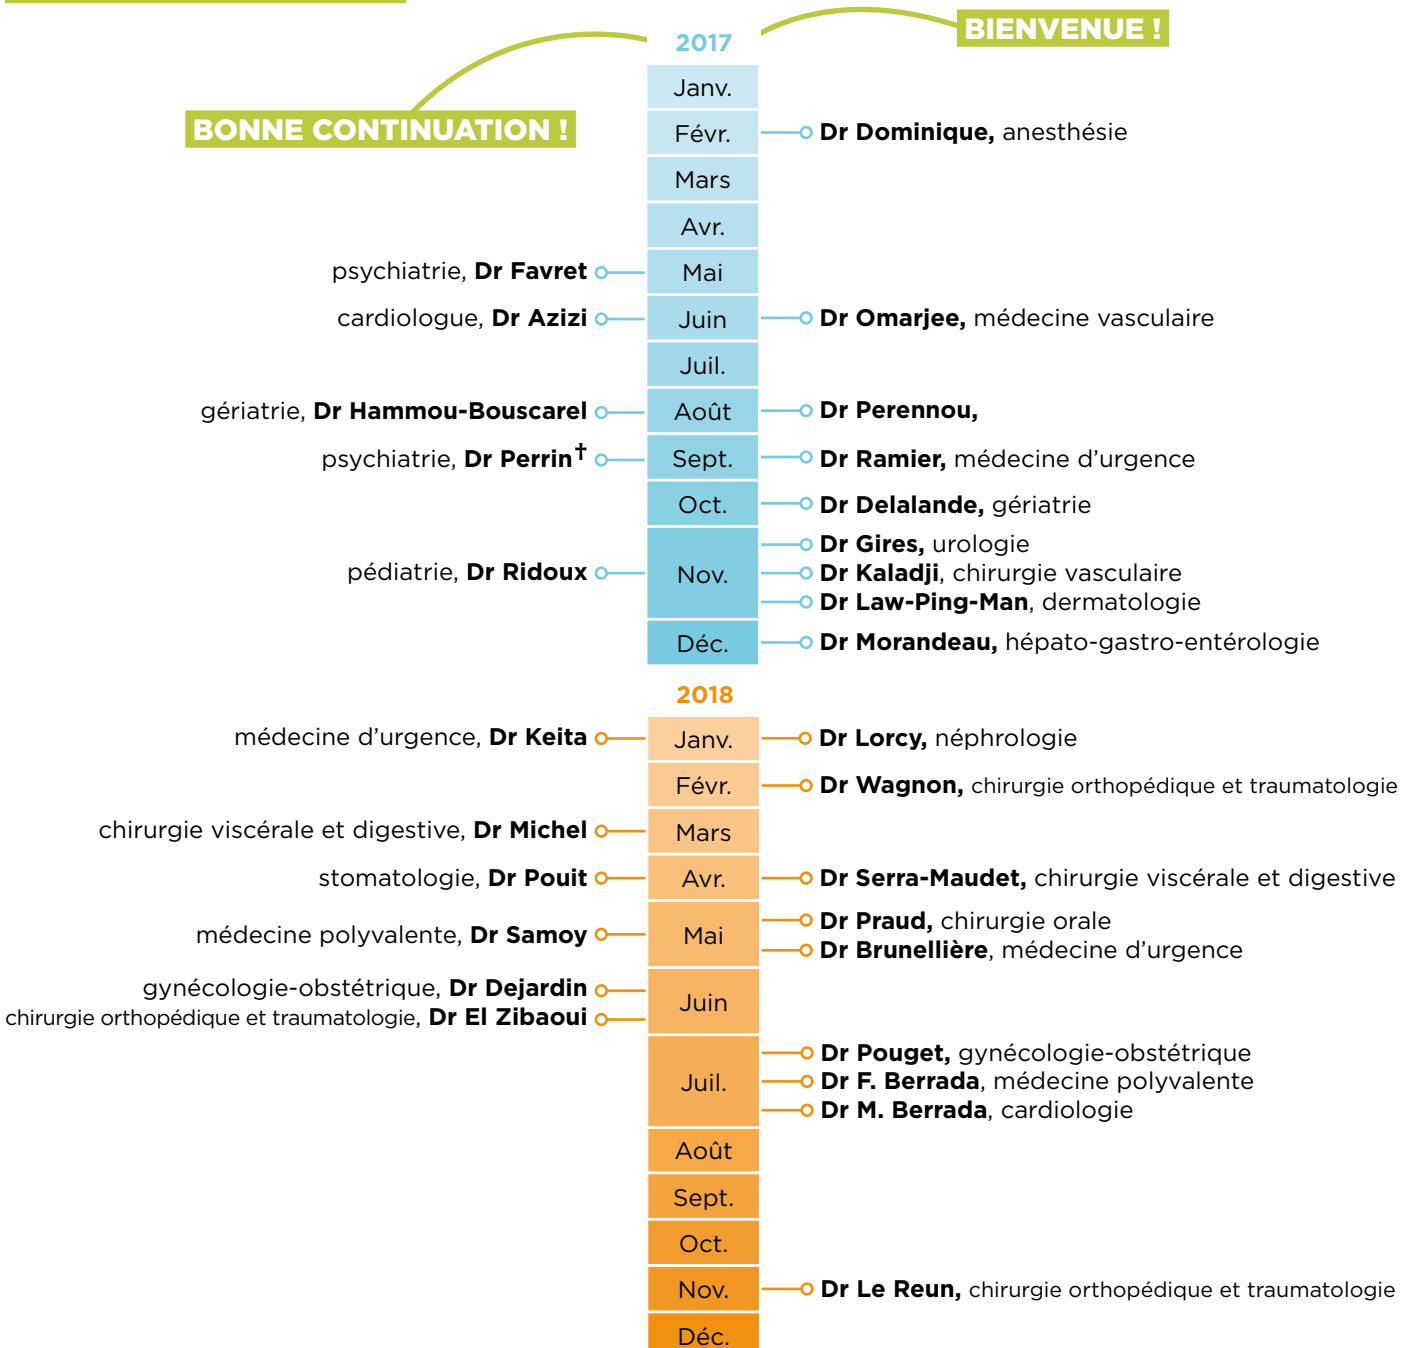 2017
BIENVENUE !
BONNE CONTINUATION !
Janv.
Févr.
Dr Dominique, anesthésie
Mars
Avr.
psychiatrie, Dr Favret
Mai
cardiologue, Dr Azizi
Juin
Dr Omarjee, médecine vasculaire
Juil.
gériatrie, Dr Hammou-Bouscarel
Août
Dr Perennou,
psychiatrie, Dr Perrin†
Sept.
Dr Ramier, médecine d’urgence
Oct.
Dr Delalande, gériatrie
pédiatrie, Dr Ridoux
Nov.
Dr Gires, urologie
Dr Kaladji, chirurgie vasculaire
Dr Law-Ping-Man, dermatologie
Déc.
Dr Morandeau, hépato-gastro-entérologie
2018
médecine d’urgence, Dr Keita
Janv.
Dr Lorcy, néphrologie
Févr.
Dr Wagnon, chirurgie orthopédique et traumatologie
chirurgie viscérale et digestive, Dr Michel
Mars
stomatologie, Dr Pouit
Avr.
Dr Serra-Maudet, chirurgie viscérale et digestive
médecine polyvalente, Dr Samoy
Mai
Dr Praud, chirurgie orale
Dr Brunellière, médecine d’urgence
gynécologie-obstétrique, Dr Dejardin
chirurgie orthopédique et traumatologie, Dr El Zibaoui
Juin
Juil.
Dr Pouget, gynécologie-obstétrique
Dr F. Berrada, médecine polyvalente
Dr M. Berrada, cardiologie
Août
Sept.
Oct.
Nov.
Dr Le Reun, chirurgie orthopédique et traumatologie
Déc.